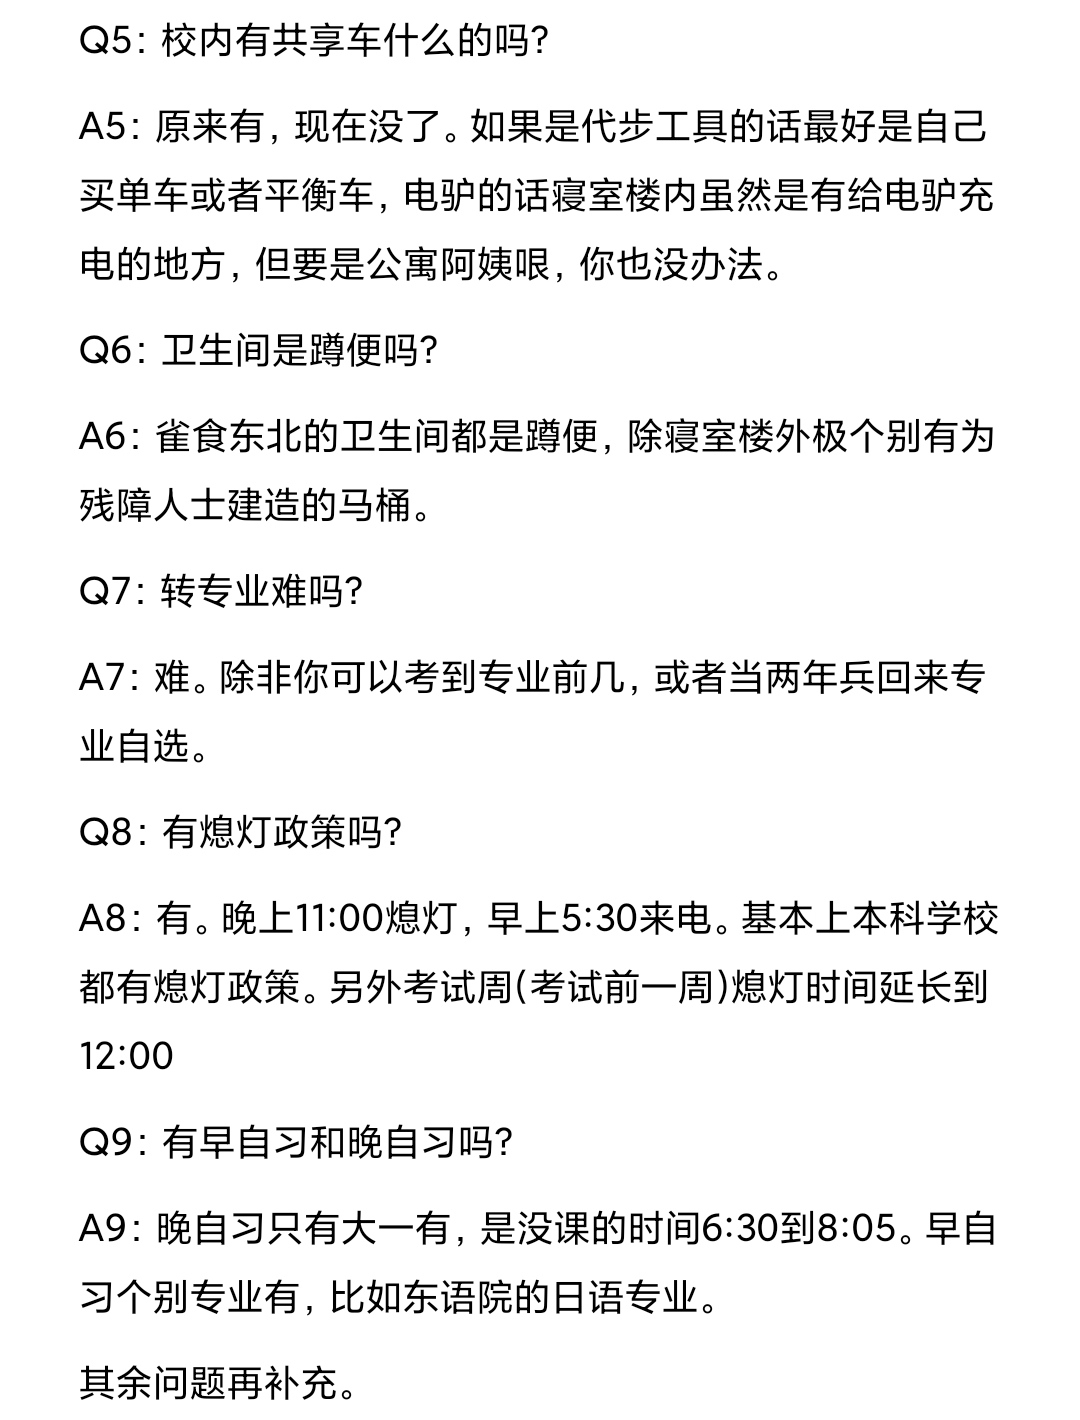 Q5：校内有共享车什么的吗？
A5：原来有，现在没了。如果是代步工具的话最好是自己
买单车或者平衡车，电驴的话寝室楼内虽然是有给电驴充
电的地方，但要是公寓阿姨哏，你也没办法。
Q6：卫生间是蹲便吗？
A6：雀食东北的卫生间都是蹲便，除寝室楼外极个别有为
残障人士建造的马桶。
Q7：转专业难吗？
A7：难。除非你可以考到专业前几，或者当两年兵回来专
业自选。
Q8：有熄灯政策吗？
A8：有。晚上11:00熄灯，早上5:30来电。基本上本科学校
都有熄灯政策。另外考试周(考试前一周)熄灯时间延长到
12:00
Q9：有早自习和晚自习吗？
A9：晚自习只有大一有，是没课的时间6:30到8:05。早自
习个别专业有，比如东语院的日语专业。
其余问题再补充。